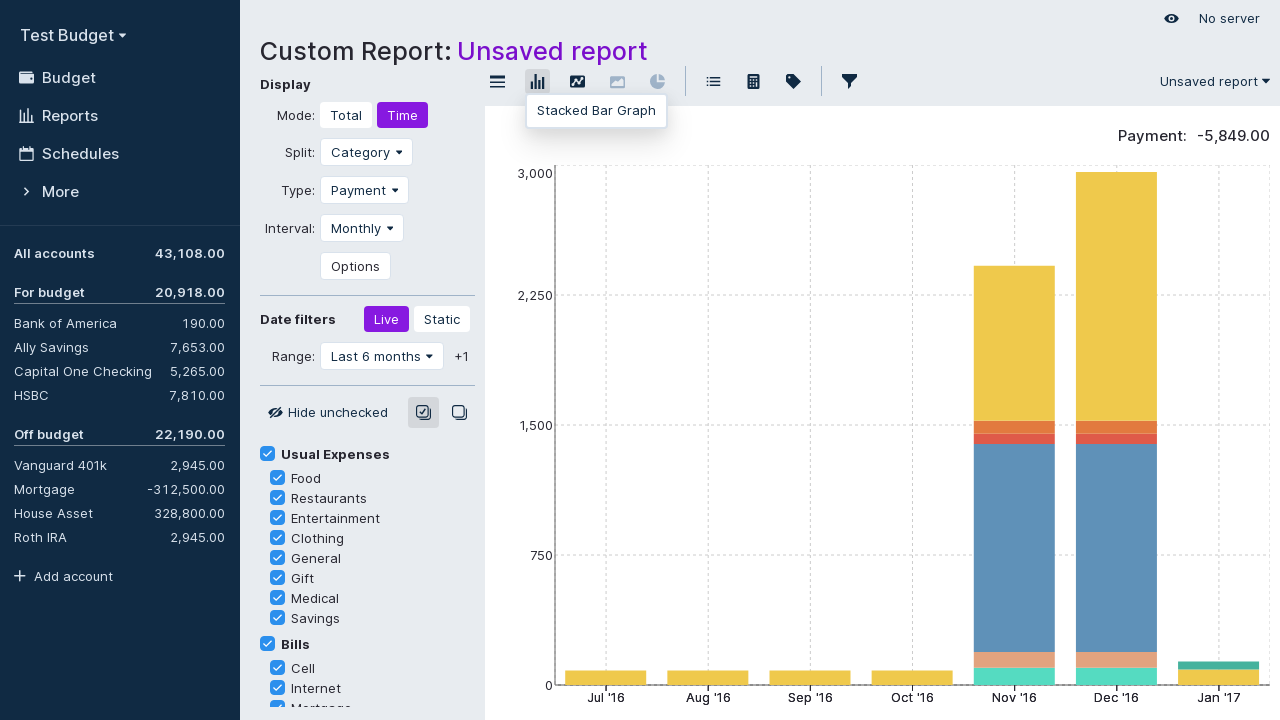 Test Budget
Budget
Reports
Schedules
More
All accounts 43,108.00
For budget 20,918.00
Bank of America 190.00
Ally Savings 7,653.00
Capital One Checking 5,265.00
HSBC 7,810.00
Off budget 22,190.00
Vanguard 401k 2,945.00
Mortgage -312,500.00
House Asset 328,800.00
Roth IRA 2,945.00
Add account
No server
Custom Report: Unsaved report
Display
Mode: Total Time
Split: Category
Type: Payment
Interval: Monthly
Options
Date filters Live Static
Range: Last 6 months +1
Hide unchecked
Usual Expenses
Food
Restaurants
Entertainment
Clothing
General
Gift
Medical
Savings
Bills
Cell
Internet
Mortgage
Unsaved report
Stacked Bar Graph
Payment: -5,849.00
3,000
2,250
1,500
750
0
Jul '16 Aug '16 Sep '16 Oct '16 Nov '16 Dec '16 Jan '17